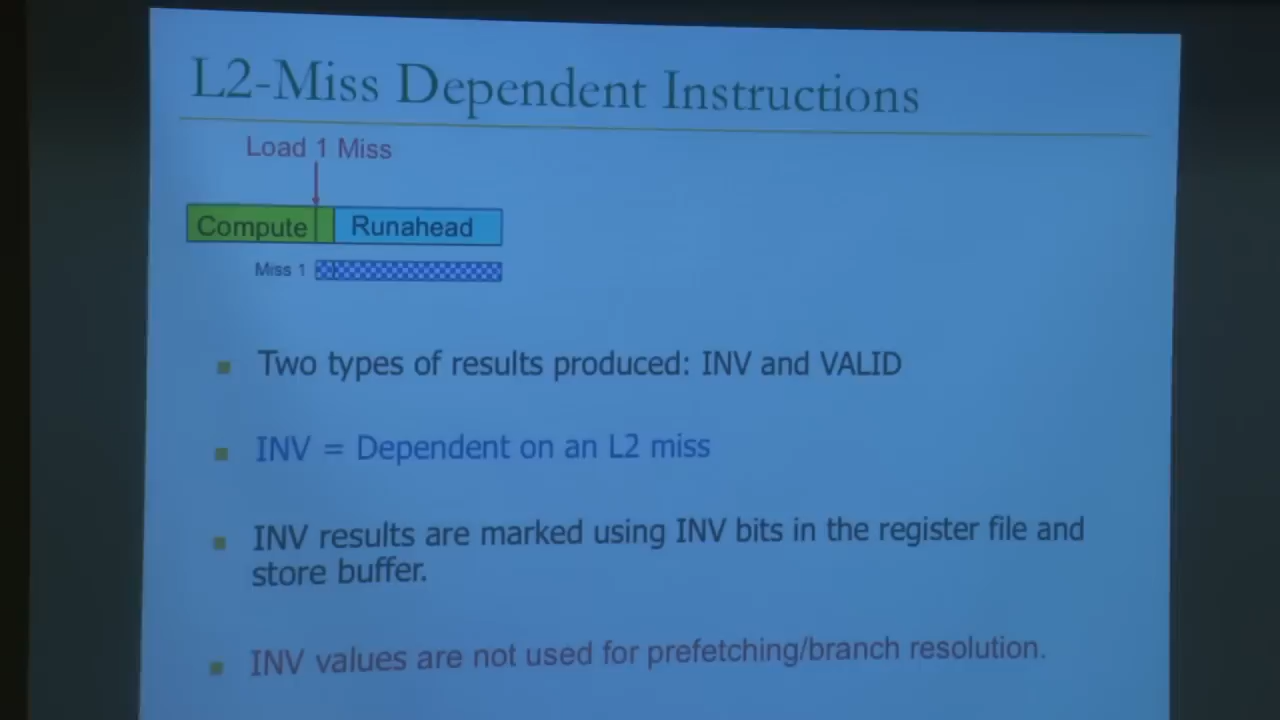 L2-Miss Dependent Instructions
Load 1 Miss
Compute
Runahead
Miss 1
Two types of results produced: INV and VALID
INV = Dependent on an L2 miss
INV results are marked using INV bits in the register file and
store buffer.
INV values are not used for prefetching/branch resolution.